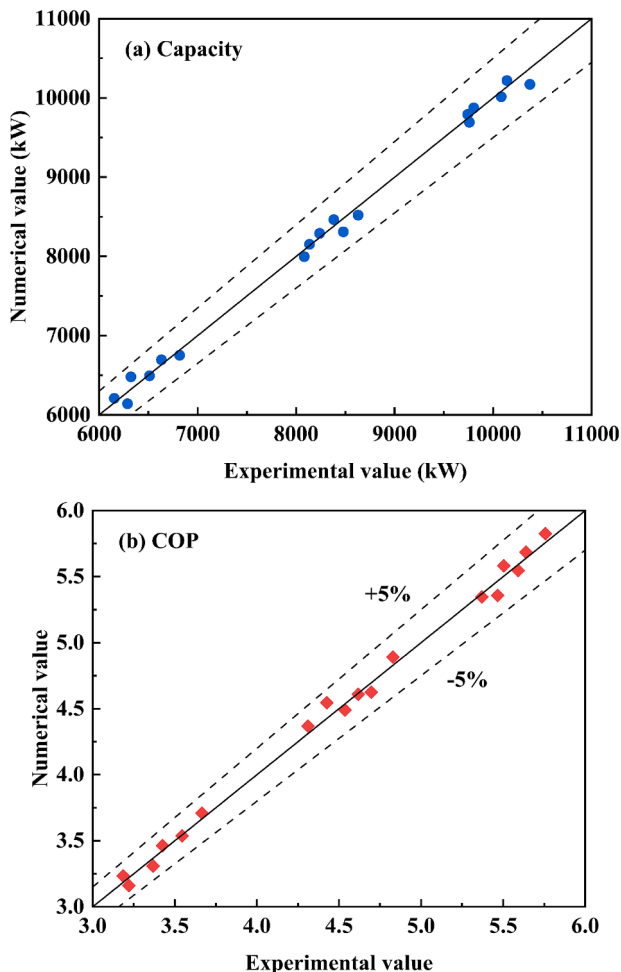 11000
(a) Capacity
10000
9000
8000
7000
6000
Numerical value (kW)
6000 7000 8000 9000 10000 11000
Experimental value (kW)
6.0
(b) COP
5.5
+5%
5.0
-5%
4.5
4.0
3.5
3.0
Numerical value
3.0 3.5 4.0 4.5 5.0 5.5 6.0
Experimental value